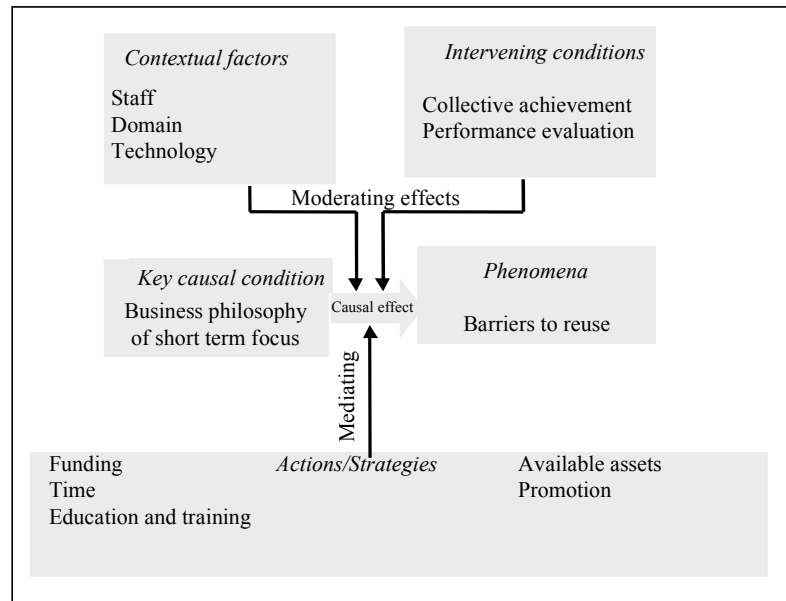 Contextual factors
Staff
Domain
Technology
Intervening conditions
Collective achievement
Performance evaluation
Moderating effects
Key causal condition
Business philosophy
of short term focus
Causal effect
Phenomena
Barriers to reuse
Mediating
Funding
Time
Education and training
Actions/Strategies
Available assets
Promotion